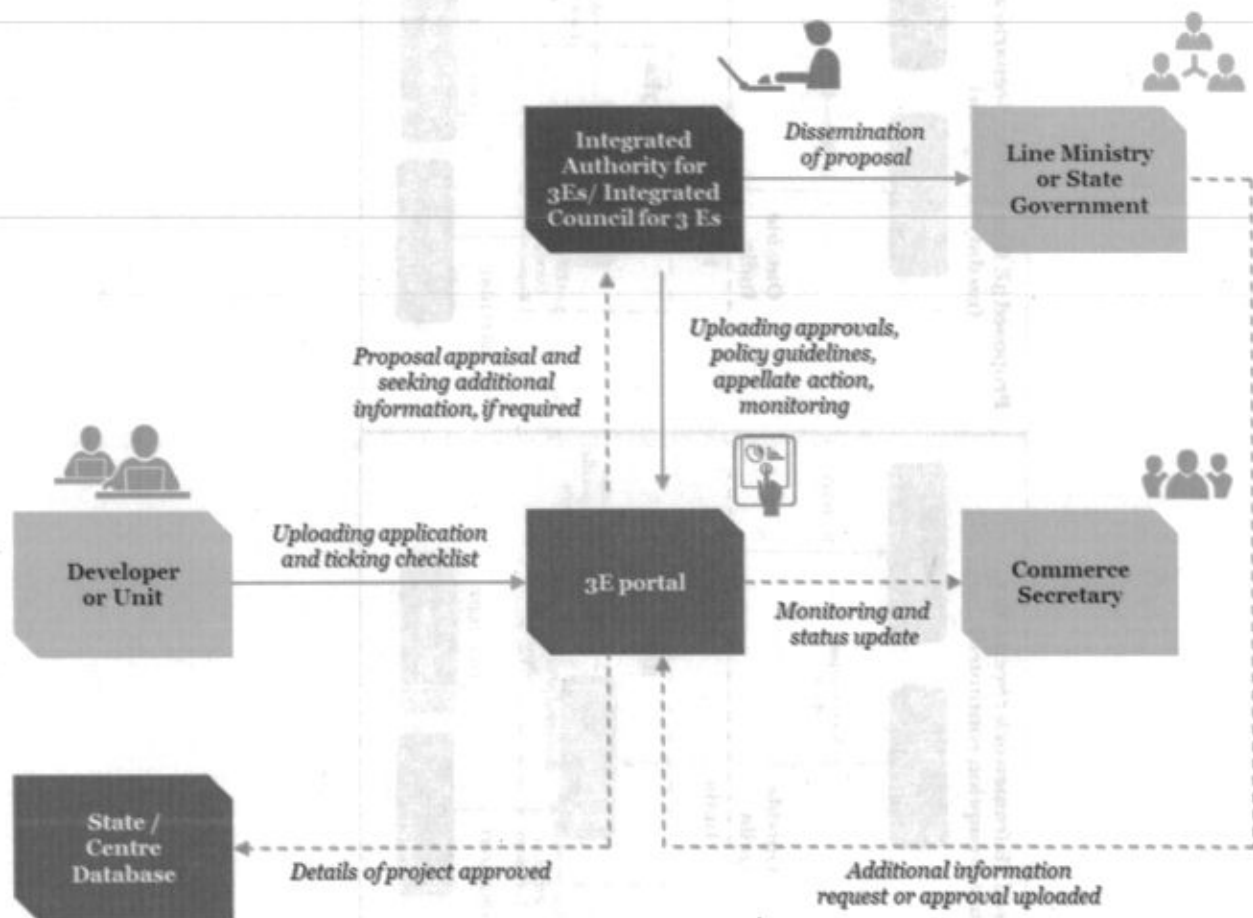 Integrated
Authority for
3Es/ Integrated
Council for 3 Es
Dissemination
of proposal
Line Ministry
or State
Government
Proposal appraisal and
seeking additional
information, if required
Uploading approvals,
policy guidelines,
appellate action,
monitoring
Developer
or Unit
Uploading application
and ticking checklist
3E portal
Monitoring and
status update
Commerce
Secretary
State /
Centre
Database
Details of project approved
Additional information
request or approval uploaded